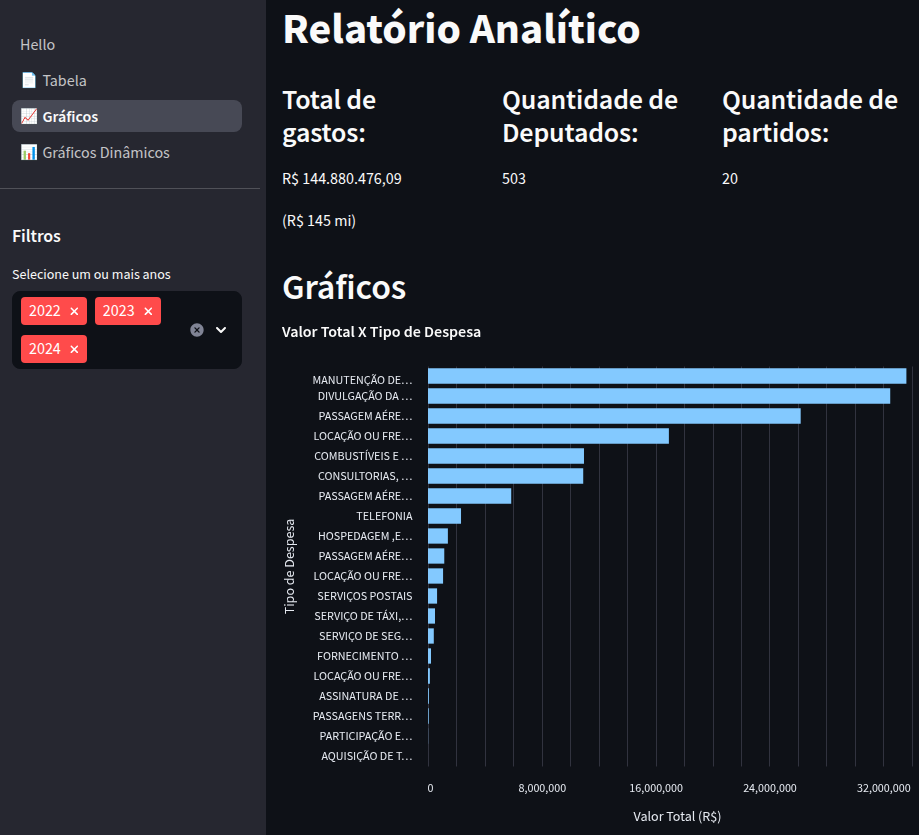 Hello
Tabela
Gráficos
Gráficos Dinâmicos
Filtros
Selecione um ou mais anos
2022 × 2023 ×
2024 ×
Relatório Analítico
Total de
gastos:
R$ 144.880.476,09
(R$ 145 mi)
Quantidade de
Deputados:
503
Quantidade de
partidos:
20
Gráficos
Valor Total X Tipo de Despesa
Tipo de Despesa
MANUTENÇÃO DE…
DIVULGAÇÃO DA …
PASSAGEM AÉRE…
LOCAÇÃO OU FRE…
COMBUSTÍVEIS E …
CONSULTORIAS, …
PASSAGEM AÉRE…
TELEFONIA
HOSPEDAGEM ,E…
PASSAGEM AÉRE…
LOCAÇÃO OU FRE…
SERVIÇOS POSTAIS
SERVIÇO DE TÁXI,…
SERVIÇO DE SEG…
FORNECIMENTO …
LOCAÇÃO OU FRE…
ASSINATURA DE …
PASSAGENS TERR…
PARTICIPAÇÃO E…
AQUISIÇÃO DE T…
0 8,000,000 16,000,000 24,000,000 32,000,000
Valor Total (R$)